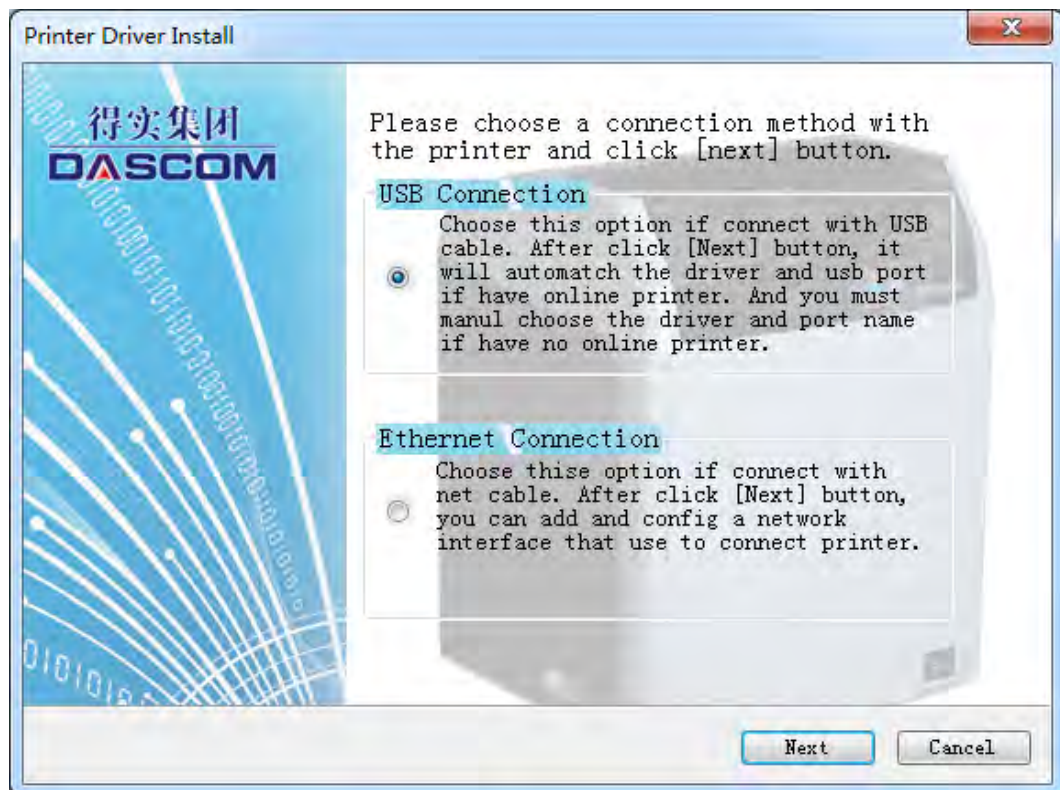 Printer Driver Install
得实集团
DASCOM
Please choose a connection method with
the printer and click [next] button.
USB Connection
Choose this option if connect with USB
cable. After click [Next] button, it
will automatch the driver and usb port
if have online printer. And you must
manul choose the driver and port name
if have no online printer.
Ethernet Connection
Choose thise option if connect with
net cable. After click [Next] button,
you can add and config a network
interface that use to connect printer.
Next
Cancel